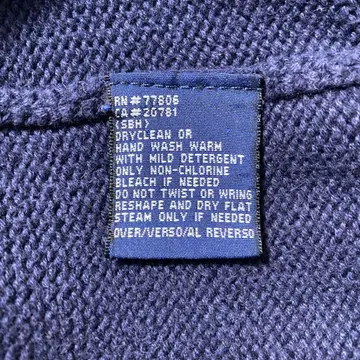 RN#77806
CA#20781
(SBH)
DRYCLEAN OR
HAND WASH WARM
WITH MILD DETERGENT
ONLY NON-CHLORINE
BLEACH IF NEEDED
DO NOT TWIST OR WRING
RESHAPE AND DRY FLAT
STEAM ONLY IF NEEDED
OVER/VERSO/AL REVERSO